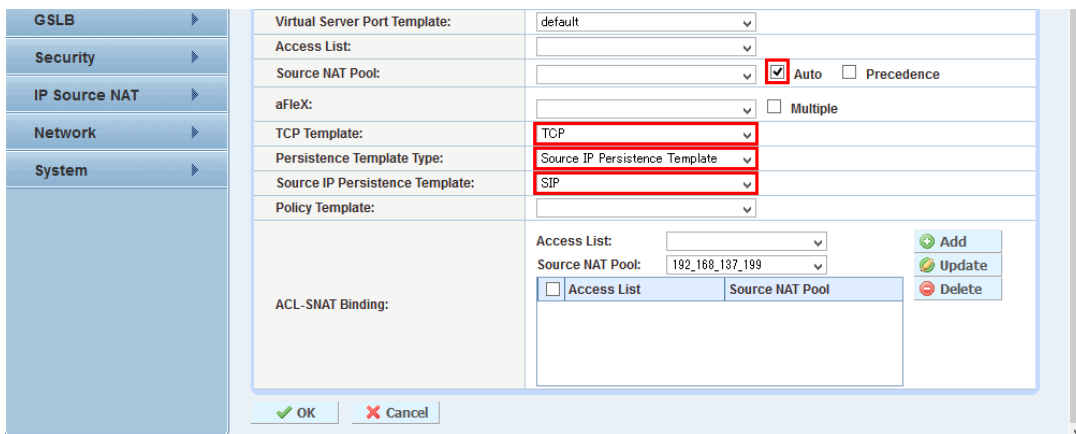 GSLB
Security
IP Source NAT
Network
System
Virtual Server Port Template: default
Access List:
Source NAT Pool: Auto Precedence
aFleX: Multiple
TCP Template: TCP
Persistence Template Type: Source IP Persistence Template
Source IP Persistence Template: SIP
Policy Template:
ACL-SNAT Binding:
Access List: Add
Source NAT Pool: 192_168_137_199 Update
Access List Source NAT Pool Delete
OK Cancel